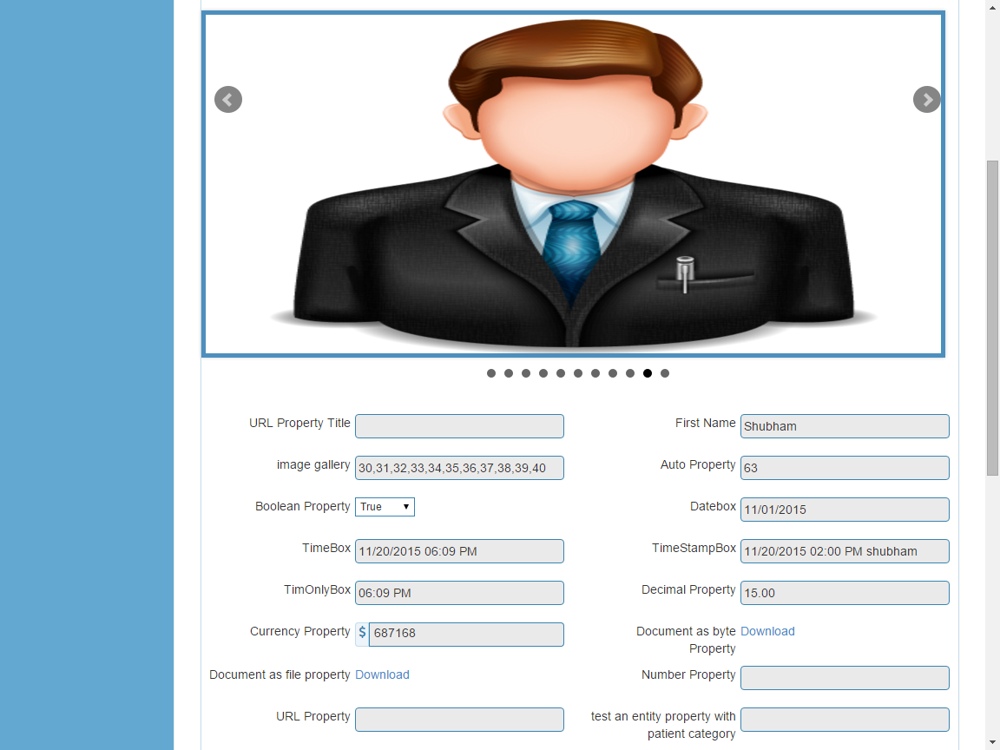 URL Property Title
First Name Shubham
image gallery 30,31,32,33,34,35,36,37,38,39,40
Auto Property 63
Boolean Property True
Datebox 11/01/2015
TimeBox 11/20/2015 06:09 PM
TimeStampBox 11/20/2015 02:00 PM shubham
TimOnlyBox 06:09 PM
Decimal Property 15.00
Currency Property $ 687168
Document as byte Download
Property
Document as file property Download
Number Property
URL Property
test an entity property with
patient category